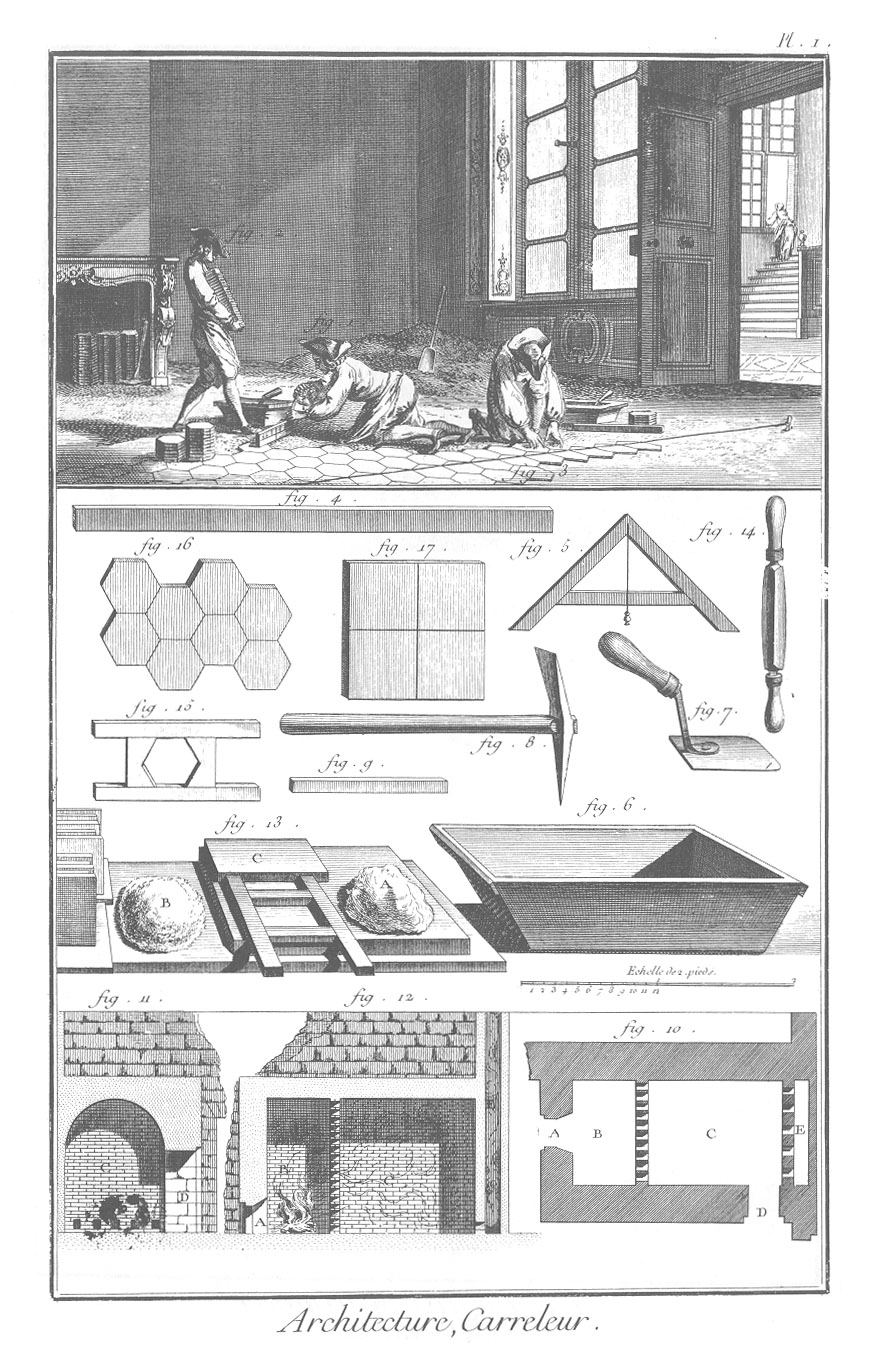 Pl. 1.
fig. 2
fig. 1
fig. 3
fig. 4.
fig. 16
fig. 17.
fig. 5.
fig. 14.
fig. 15.
fig. 8.
fig. 7.
fig. 9.
fig. 6.
fig. 13.
C
B
A
Echelle de 2. pieds.
1 2 3 4 5 6 7 8 9 10 11 12
fig. 11.
fig. 12.
fig. 10.
C
D
B
C
A
A
B
C
E
D
Architecture, Carreleur.